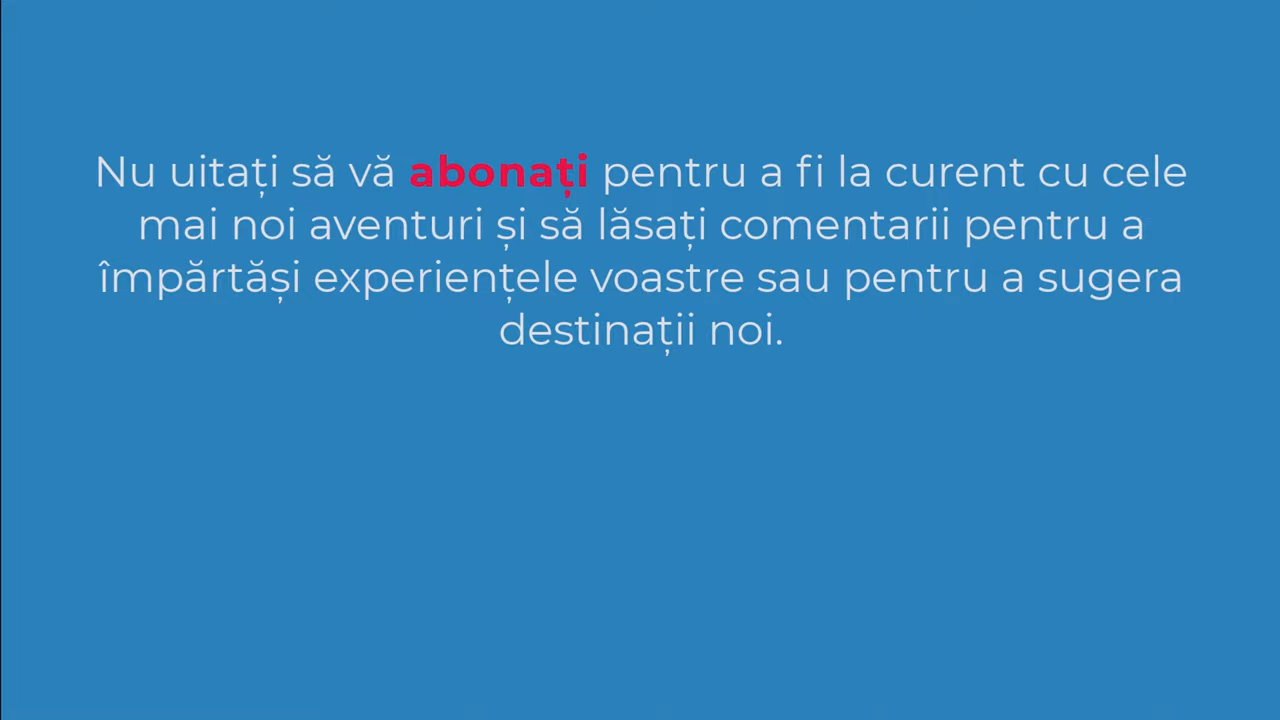 Nu uitați să vă abonați pentru a fi la curent cu cele
mai noi aventuri și să lăsați comentarii pentru a
împărtăși experiențele voastre sau pentru a sugera
destinații noi.